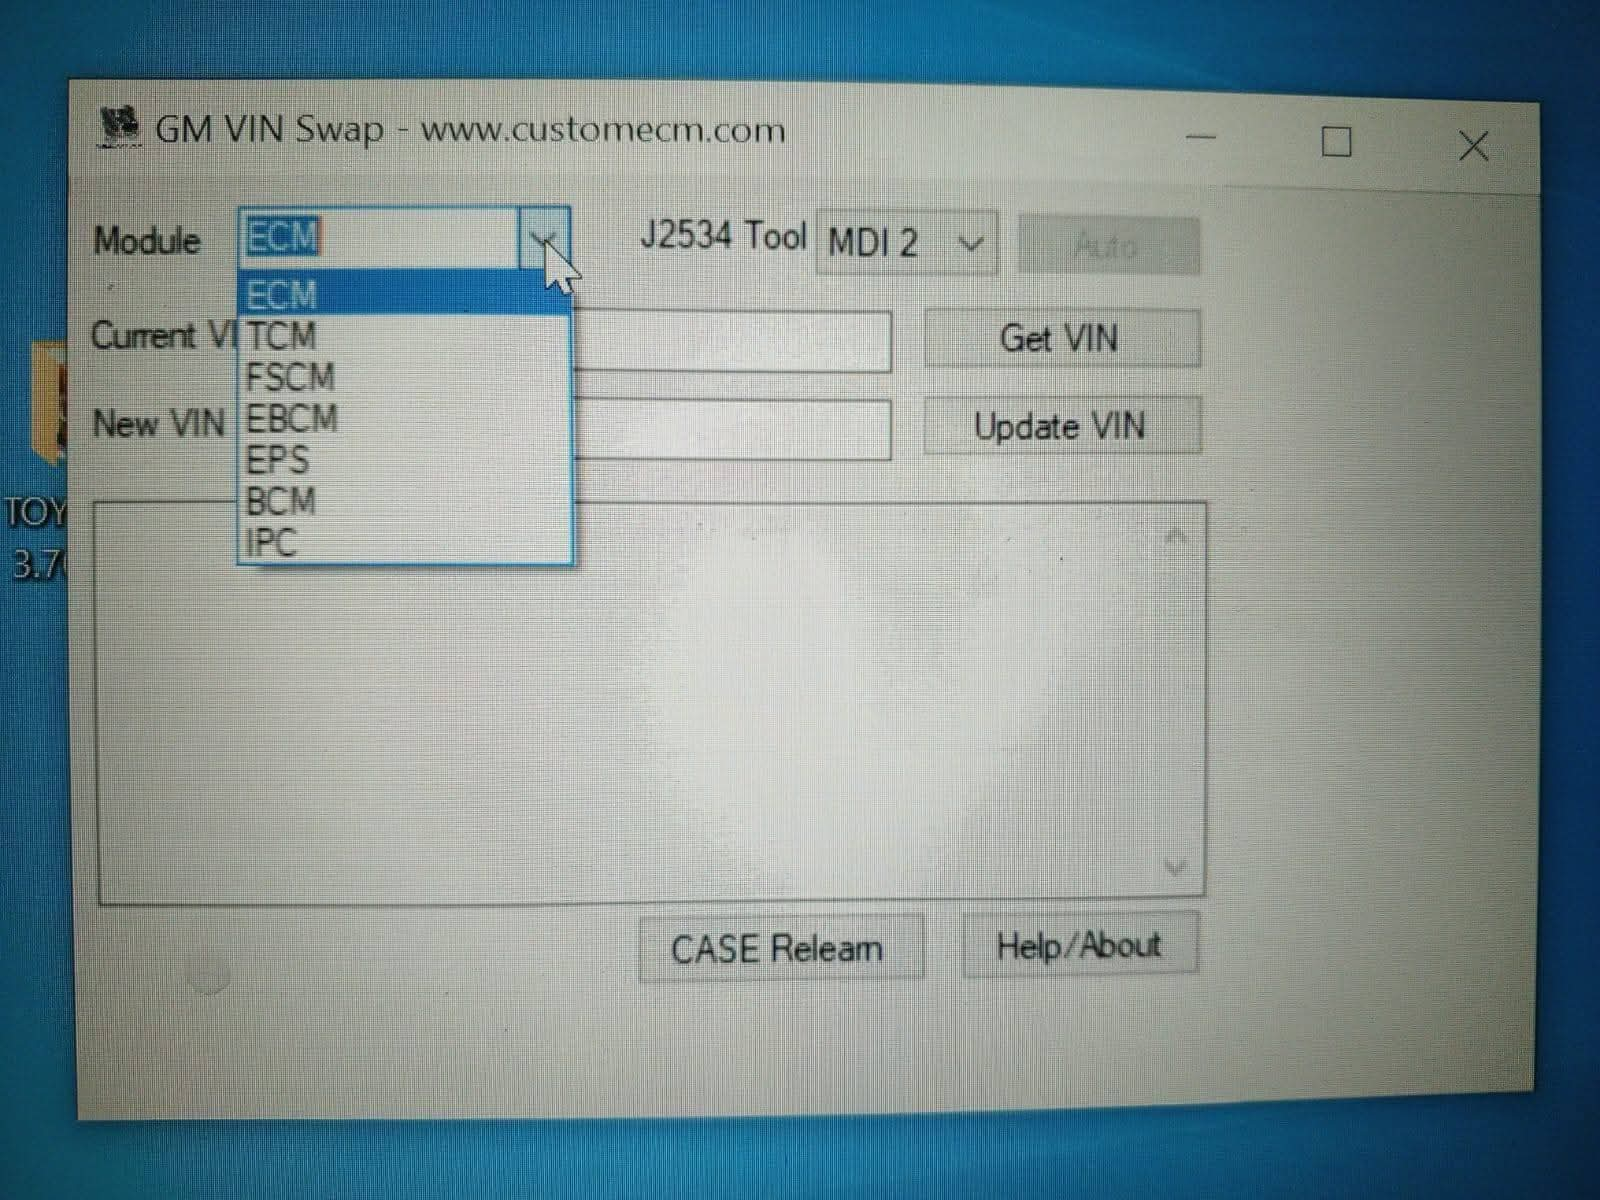 GM VIN Swap - www.customecm.com
Module ECM J2534 Tool MDI 2 Auto
ECM
Current VI Get VIN
TCM
FSCM
New VIN Update VIN
EBCM
EPS
BCM
IPC
TOY
3.7
CASE Relearn Help/About